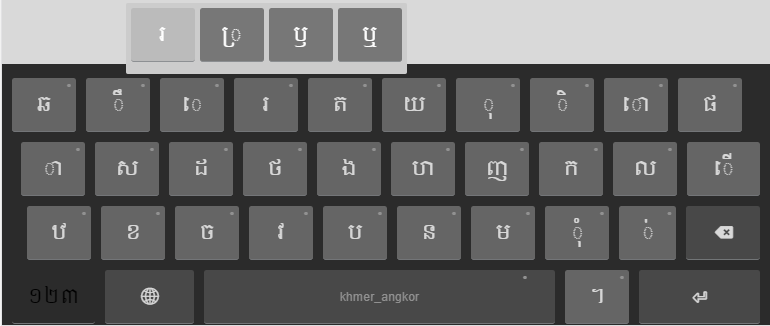 រ ្រ ឫ ឬ
ឆ ឹ េ រ ត យ ុ ិ ោ ផ
ា ស ដ ថ ង ហ ញ ក ល ើ
ឋ ខ ច វ ប ន ម ុំ ់
១២៣ khmer_angkor ។